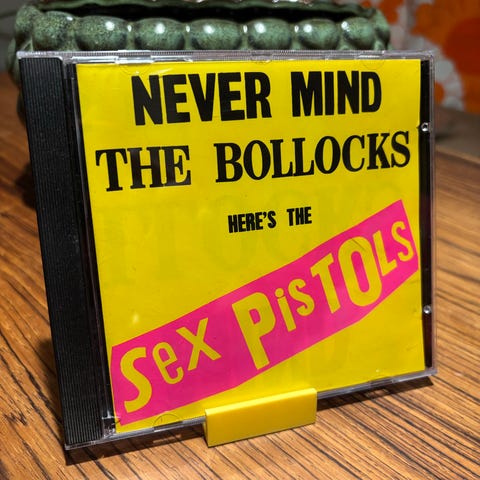 NEVER MIND
THE BOLLOCKS
HERE'S THE
Sex PisTOLs